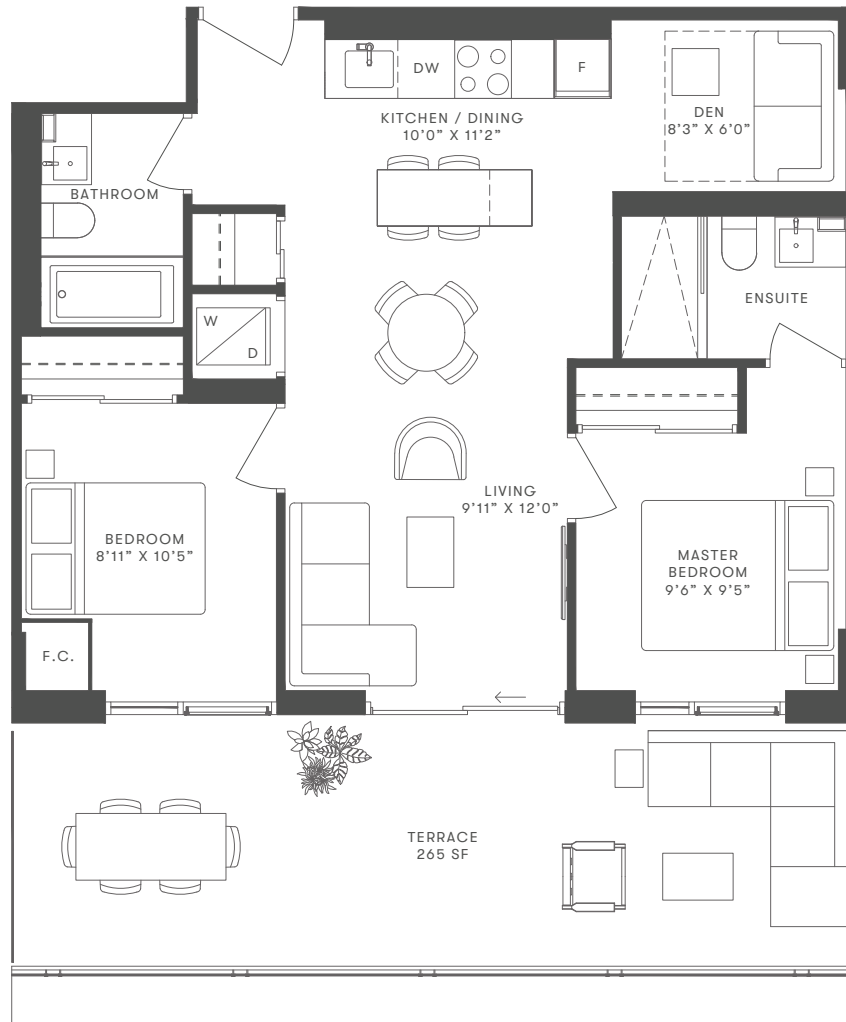 DW
F
KITCHEN / DINING
10'0" X 11'2"
DEN
8'3" X 6'0"
BATHROOM
ENSUITE
W
D
LIVING
9'11" X 12'0"
BEDROOM
8'11" X 10'5"
MASTER
BEDROOM
9'6" X 9'5"
F.C.
TERRACE
265 SF